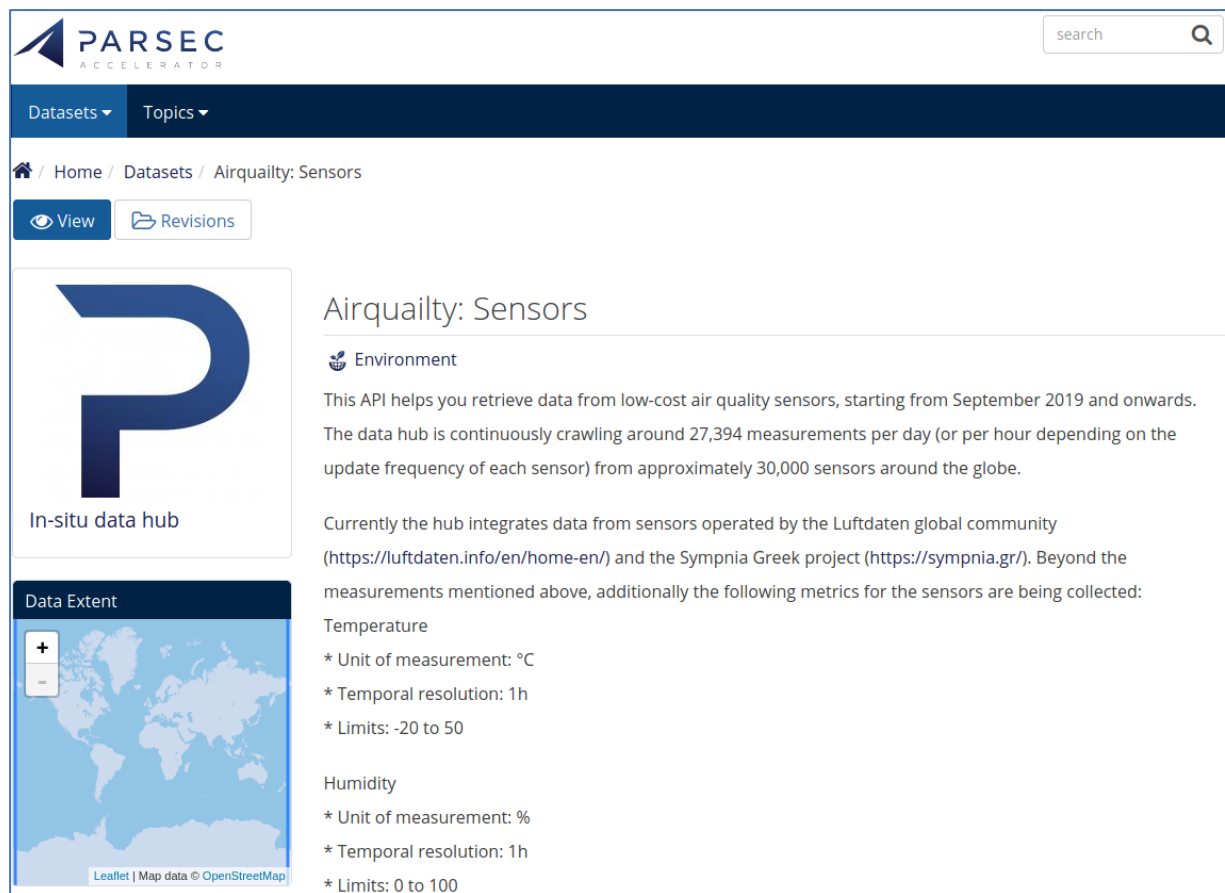 PARSEC
ACCELERATOR
search
Datasets
Topics
/ Home / Datasets / Airquailty: Sensors
View
Revisions
In-situ data hub
Data Extent
+
-
Leaflet | Map data © OpenStreetMap
Airquailty: Sensors
Environment
This API helps you retrieve data from low-cost air quality sensors, starting from September 2019 and onwards.
The data hub is continuously crawling around 27,394 measurements per day (or per hour depending on the
update frequency of each sensor) from approximately 30,000 sensors around the globe.
Currently the hub integrates data from sensors operated by the Luftdaten global community
(https://luftdaten.info/en/home-en/) and the Sympnia Greek project (https://sympnia.gr/). Beyond the
measurements mentioned above, additionally the following metrics for the sensors are being collected:
Temperature
* Unit of measurement: °C
* Temporal resolution: 1h
* Limits: -20 to 50
Humidity
* Unit of measurement: %
* Temporal resolution: 1h
* Limits: 0 to 100